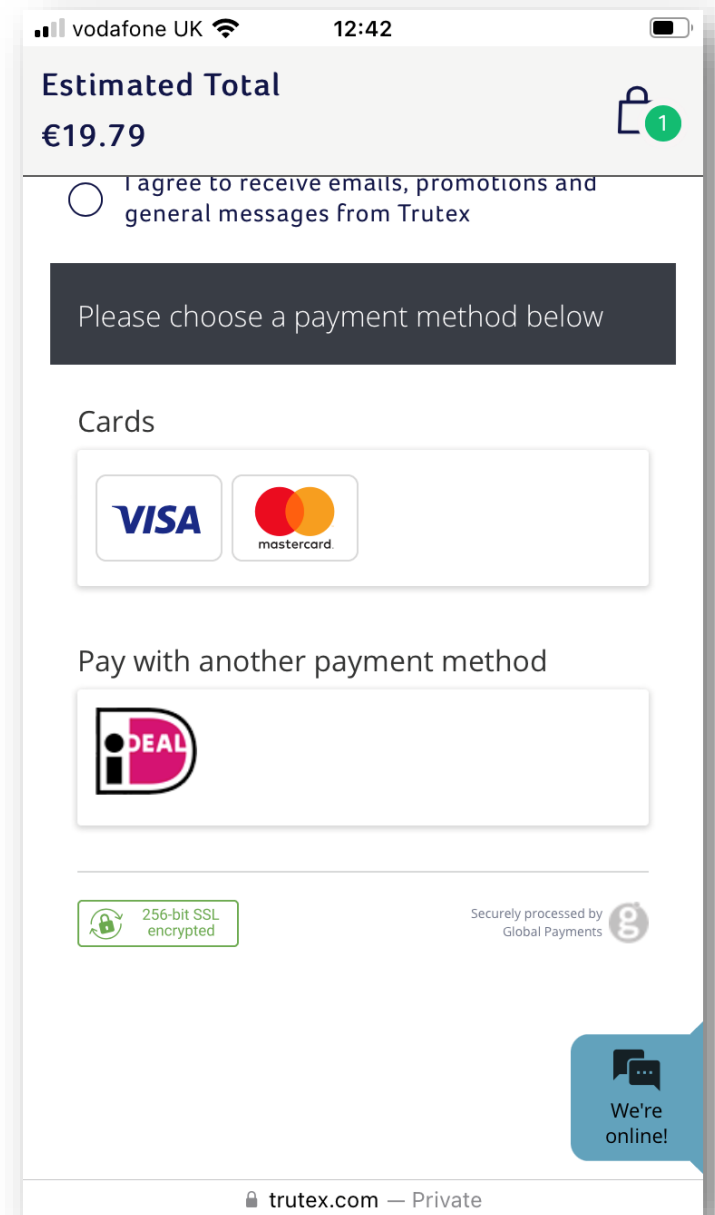 vodafone UK
12:42
Estimated Total
€19.79
1
I agree to receive emails, promotions and
general messages from Trutex
Please choose a payment method below
Cards
VISA
mastercard.
Pay with another payment method
iDEAL
256-bit SSL
encrypted
Securely processed by
Global Payments
g
We're
online!
trutex.com — Private